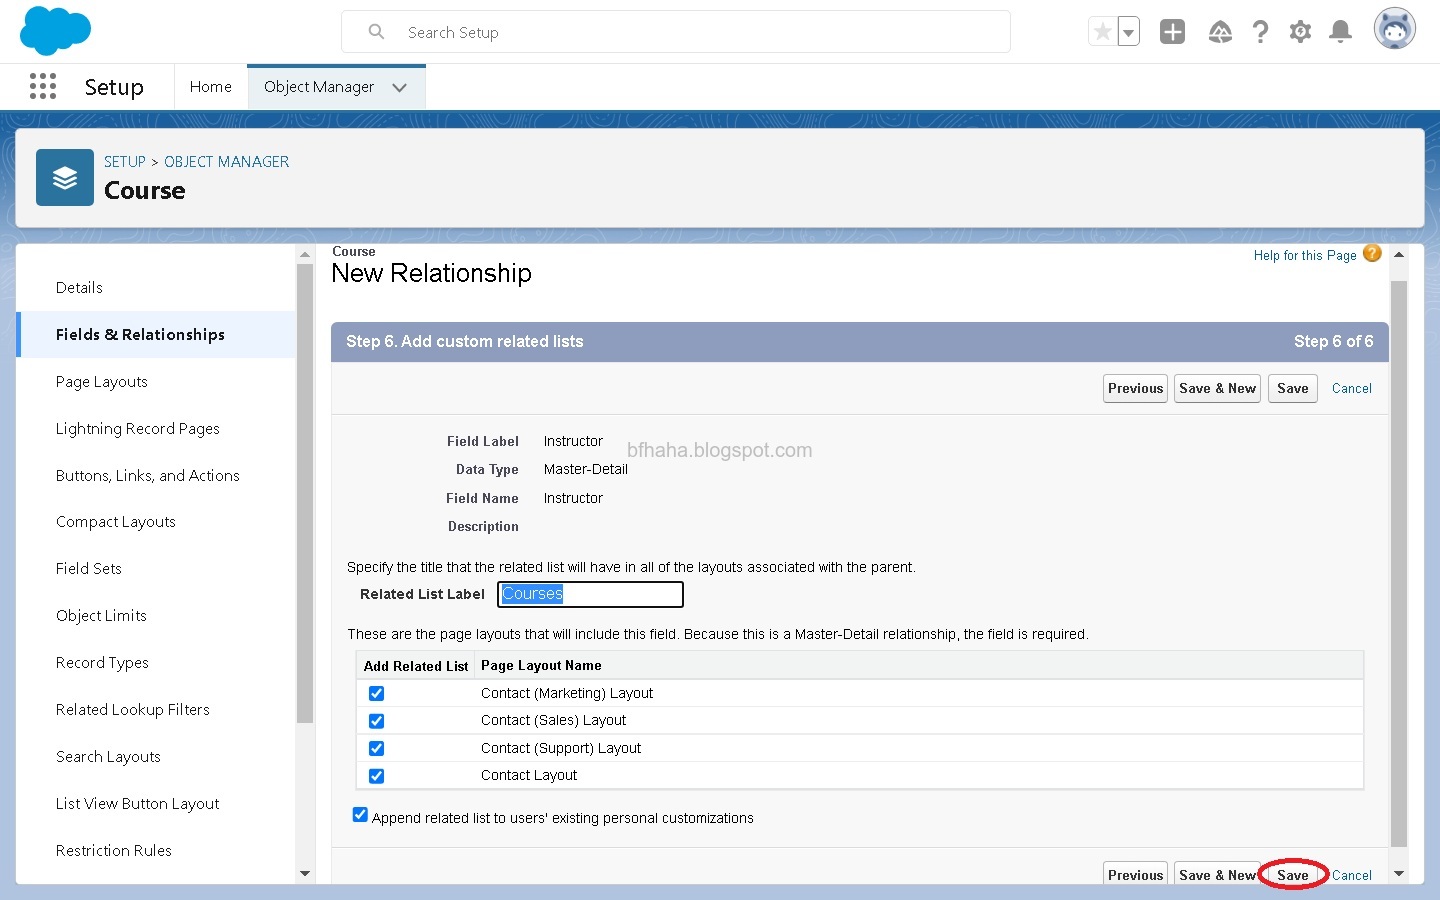 Search Setup
Setup
Home
Object Manager
SETUP > OBJECT MANAGER
Course
Details
Fields & Relationships
Page Layouts
Lightning Record Pages
Buttons, Links, and Actions
Compact Layouts
Field Sets
Object Limits
Record Types
Related Lookup Filters
Search Layouts
List View Button Layout
Restriction Rules
Course
New Relationship
Help for this Page ?
Step 6. Add custom related lists Step 6 of 6
Previous Save & New Save Cancel
Field Label Instructor
bfhaha.blogspot.com
Data Type Master-Detail
Field Name Instructor
Description
Specify the title that the related list will have in all of the layouts associated with the parent.
Related List Label Courses
These are the page layouts that will include this field. Because this is a Master-Detail relationship, the field is required.
Add Related List Page Layout Name
Contact (Marketing) Layout
Contact (Sales) Layout
Contact (Support) Layout
Contact Layout
Append related list to users' existing personal customizations
Previous Save & New Save Cancel